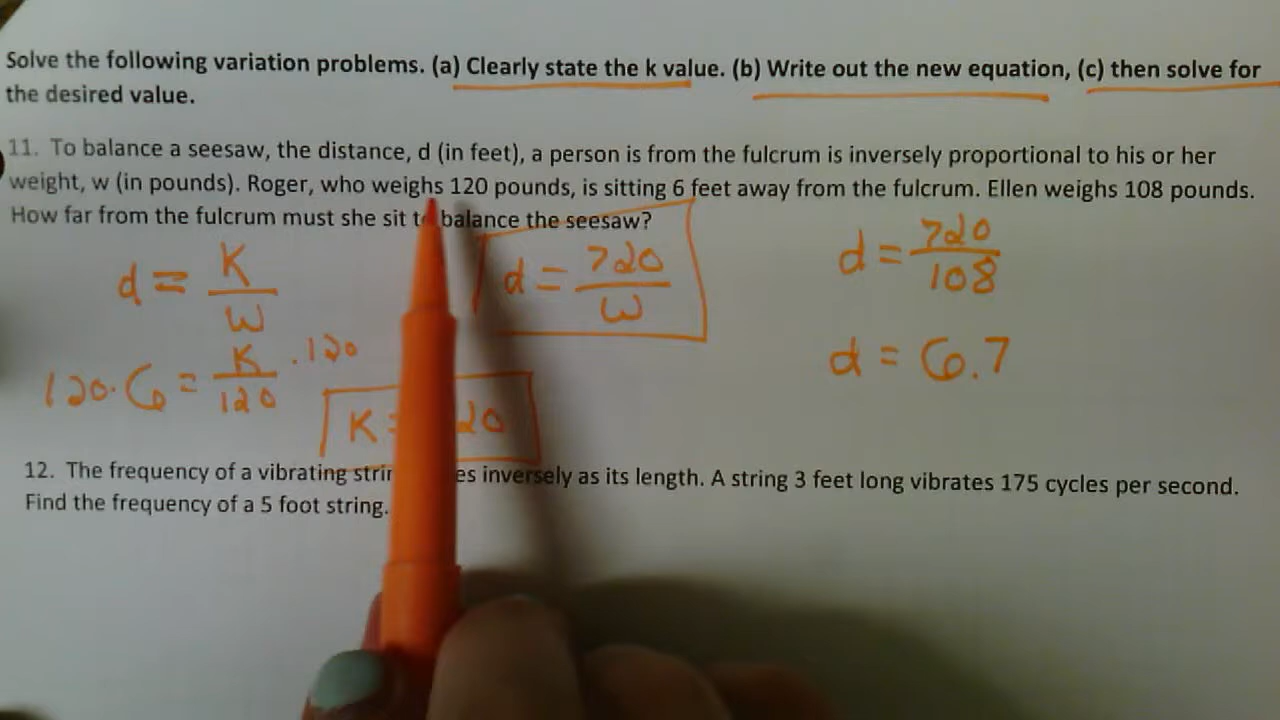 Solve the following variation problems. (a) Clearly state the k value. (b) Write out the new equation, (c) then solve for
the desired value.
11. To balance a seesaw, the distance, d (in feet), a person is from the fulcrum is inversely proportional to his or her
weight, w (in pounds). Roger, who weighs 120 pounds, is sitting 6 feet away from the fulcrum. Ellen weighs 108 pounds.
How far from the fulcrum must she sit to balance the seesaw?
d = K/W
120·6 = K/120 ·120
K = 20
d = 720/W
d = 720/108
d = 6.7
12. The frequency of a vibrating es inversely as its length. A string 3 feet long vibrates 175 cycles per second.
Find the frequency of a 5 foot string.